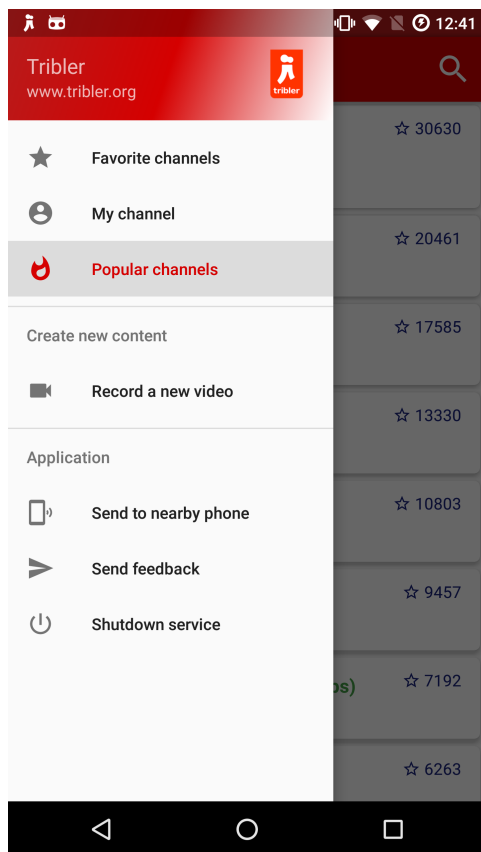 12:41
Tribler
www.tribler.org
tribler
Favorite channels
My channel
Popular channels
Create new content
Record a new video
Application
Send to nearby phone
Send feedback
Shutdown service
30630
20461
17585
13330
10803
9457
7192
6263